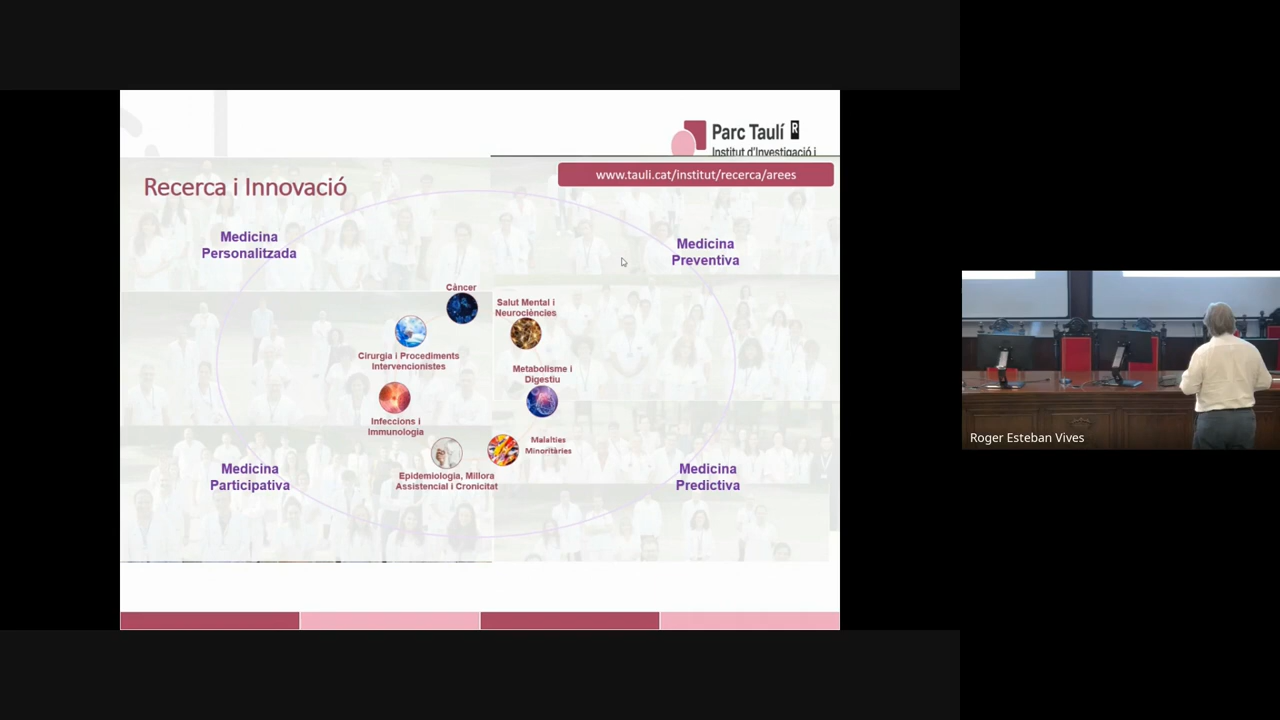 Parc Taulí R
Institut d'Investigació i
www.tauli.cat/institut/recerca/arees
Recerca i Innovació
Medicina
Personalitzada
Medicina
Preventiva
Càncer
Salut Mental i
Neurociències
Cirurgia i Procediments
Intervencionistes
Metabolisme i
Digestiu
Infeccions i
Immunologia
Malalties
Minoritàries
Epidemiologia, Millora
Assistencial i Cronicitat
Medicina
Participativa
Medicina
Predictiva
Roger Esteban Vives